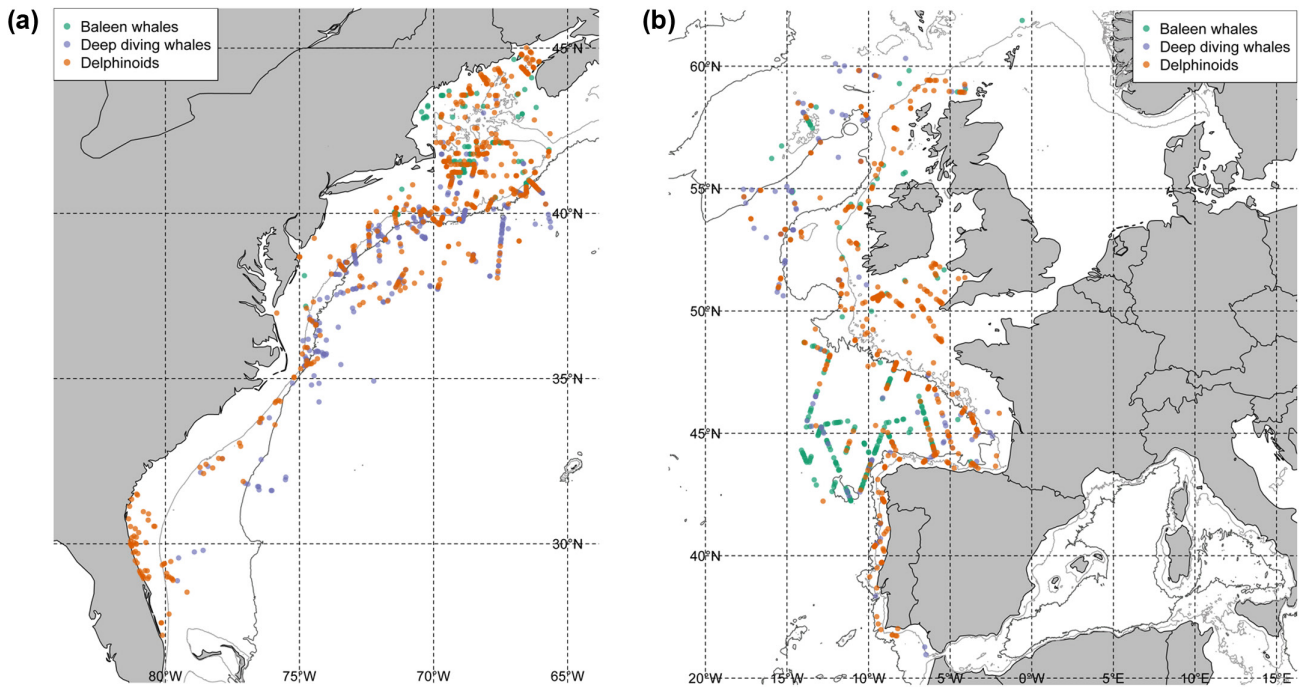 (a)
Baleen whales
Deep diving whales
Delphinoids
45°N
40°N
35°N
30°N
80°W
75°W
70°W
65°W
(b)
Baleen whales
Deep diving whales
Delphinoids
60°N
55°N
50°N
45°N
40°N
20°W
15°W
10°W
5°W
0°W
5°E
10°E
15°E